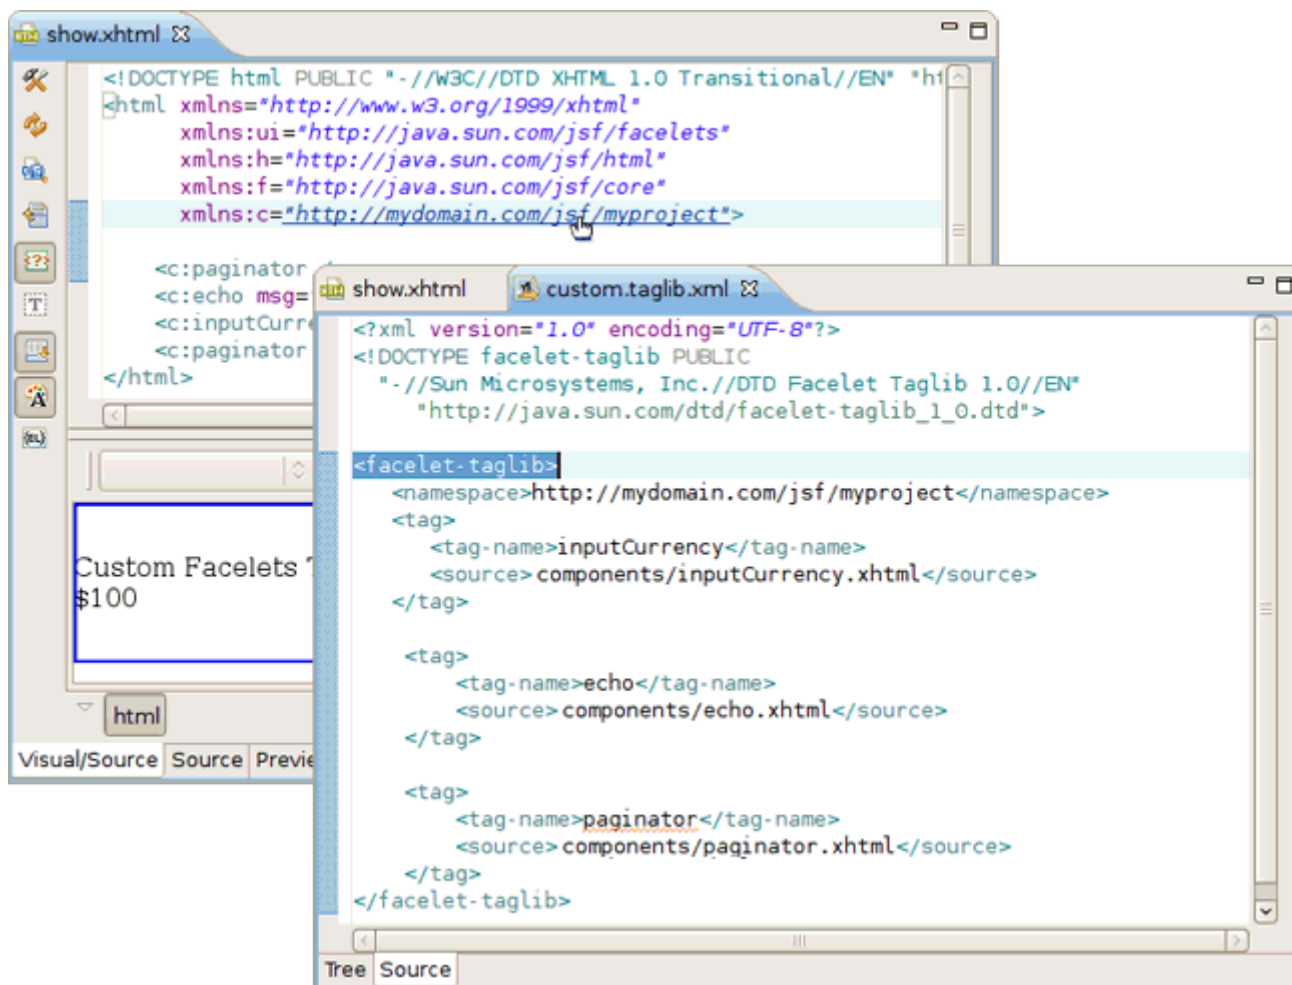 show.xhtml
<!DOCTYPE html PUBLIC "-//W3C//DTD XHTML 1.0 Transitional//EN" "ht
<html xmlns="http://www.w3.org/1999/xhtml"
xmlns:ui="http://java.sun.com/jsf/facelets"
xmlns:h="http://java.sun.com/jsf/html"
xmlns:f="http://java.sun.com/jsf/core"
xmlns:c="http://mydomain.com/jsf/myproject">
<c:paginator /
<c:echo msg=
<c:inputCurre
<c:paginator
</html>
Custom Facelets T
$100
html
Visual/Source Source Previe
show.xhtml custom.taglib.xml
<?xml version="1.0" encoding="UTF-8"?>
<!DOCTYPE facelet-taglib PUBLIC
"-//Sun Microsystems, Inc.//DTD Facelet Taglib 1.0//EN"
"http://java.sun.com/dtd/facelet-taglib_1_0.dtd">
<facelet-taglib>
<namespace>http://mydomain.com/jsf/myproject</namespace>
<tag>
<tag-name>inputCurrency</tag-name>
<source>components/inputCurrency.xhtml</source>
</tag>
<tag>
<tag-name>echo</tag-name>
<source>components/echo.xhtml</source>
</tag>
<tag>
<tag-name>paginator</tag-name>
<source>components/paginator.xhtml</source>
</tag>
</facelet-taglib>
Tree Source